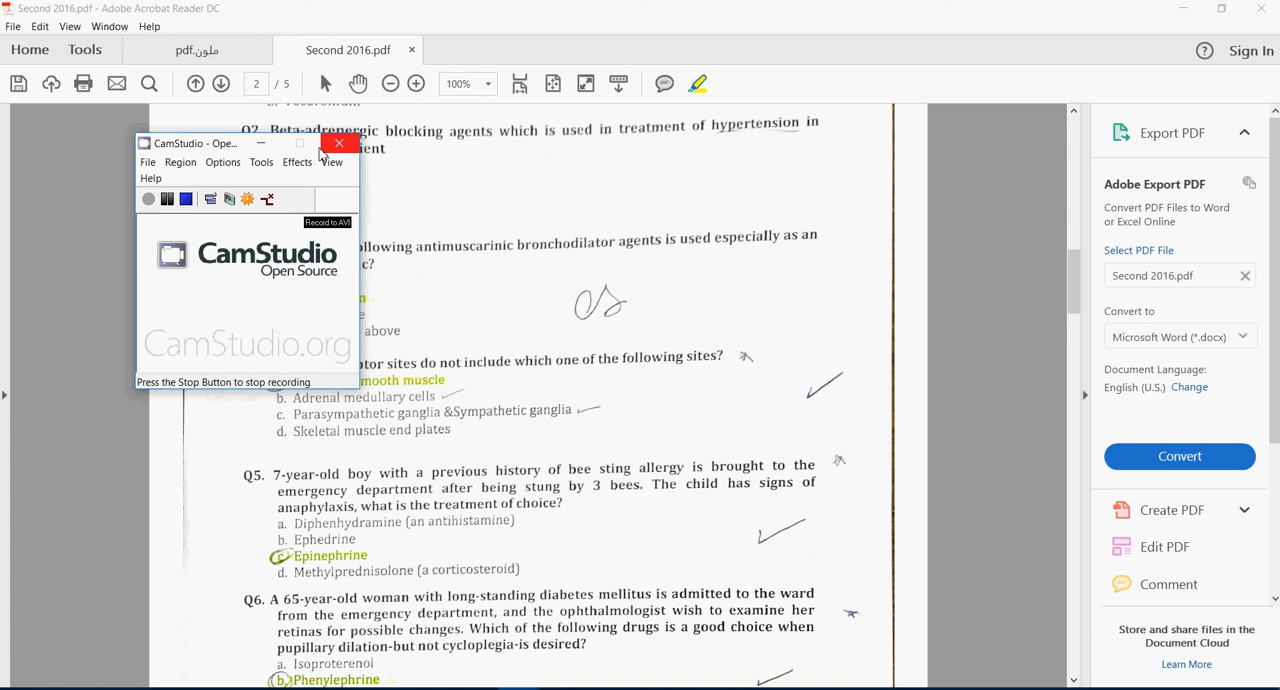 Second 2016.pdf - Adobe Acrobat Reader DC
File Edit View Window Help
Home Tools ملون.pdf Second 2016.pdf × Sign In
2 / 5 100%
Q2. Beta-adrenergic blocking agents which is used in treatment of hypertension in
ient
CamStudio - Ope...
File Region Options Tools Effects View
Help
Record to AVI
CamStudio
Open Source
CamStudio.org
Press the Stop Button to stop recording
llowing antimuscarinic bronchodilator agents is used especially as an
c?
above
ptor sites do not include which one of the following sites?
mooth muscle
b. Adrenal medullary cells
c. Parasympathetic ganglia &Sympathetic ganglia
d. Skeletal muscle end plates
Q5. 7-year-old boy with a previous history of bee sting allergy is brought to the
emergency department after being stung by 3 bees. The child has signs of
anaphylaxis, what is the treatment of choice?
a. Diphenhydramine (an antihistamine)
b. Ephedrine
c. Epinephrine
d. Methylprednisolone (a corticosteroid)
Q6. A 65-year-old woman with long-standing diabetes mellitus is admitted to the ward
from the emergency department, and the ophthalmologist wish to examine her
retinas for possible changes. Which of the following drugs is a good choice when
pupillary dilation-but not cycloplegia-is desired?
a. Isoproterenol
b. Phenylephrine
Export PDF
Adobe Export PDF
Convert PDF Files to Word
or Excel Online
Select PDF File
Second 2016.pdf
Convert to
Microsoft Word (*.docx)
Document Language:
English (U.S.) Change
Convert
Create PDF
Edit PDF
Comment
Store and share files in the
Document Cloud
Learn More